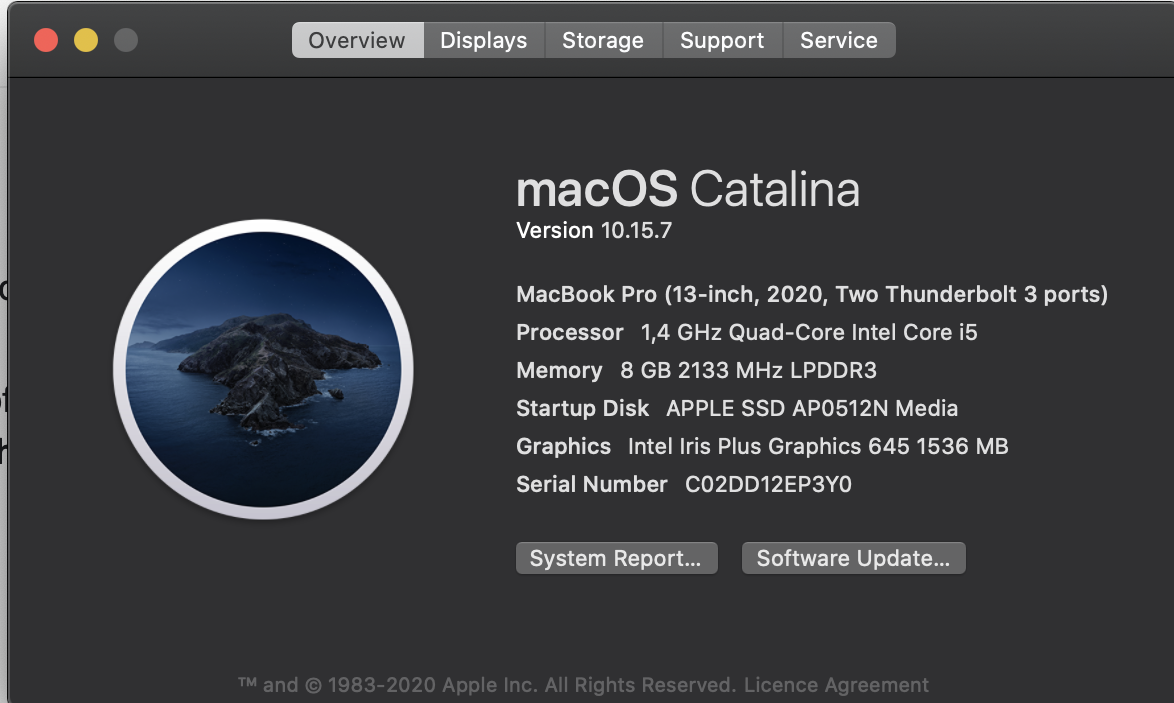 Overview Displays Storage Support Service
macOS Catalina
Version 10.15.7
MacBook Pro (13-inch, 2020, Two Thunderbolt 3 ports)
Processor 1,4 GHz Quad-Core Intel Core i5
Memory 8 GB 2133 MHz LPDDR3
Startup Disk APPLE SSD AP0512N Media
Graphics Intel Iris Plus Graphics 645 1536 MB
Serial Number C02DD12EP3Y0
System Report... Software Update...
™ and © 1983-2020 Apple Inc. All Rights Reserved. Licence Agreement